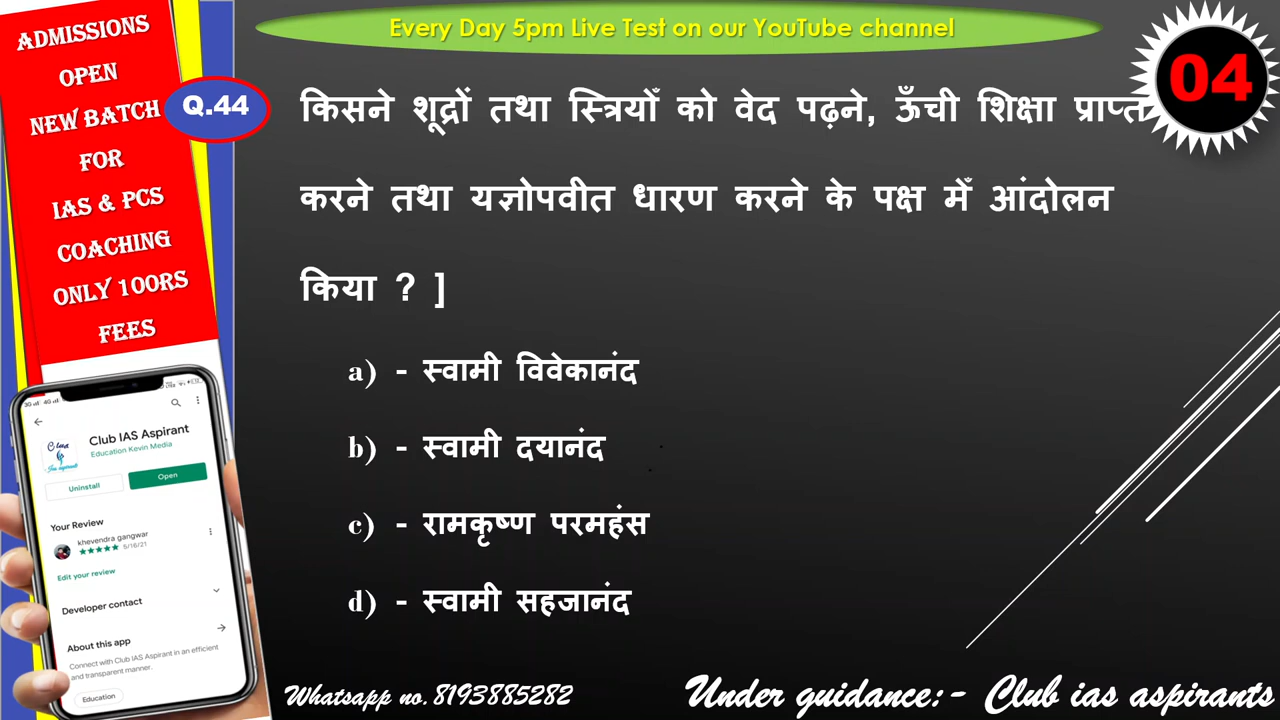 Every Day 5pm Live Test on our YouTube channel
ADMISSIONS
OPEN
NEW BATCH
FOR
IAS & PCS
COACHING
ONLY 100RS
FEES
Q.44
04
किसने शूद्रों तथा स्त्रियों को वेद पढ़ने, ऊँची शिक्षा प्राप्त
करने तथा यज्ञोपवीत धारण करने के पक्ष में आंदोलन
किया ? ]
a) - स्वामी विवेकानंद
b) - स्वामी दयानंद
c) - रामकृष्ण परमहंस
d) - स्वामी सहजानंद
Club IAS Aspirant
Education Kevin Media
Uninstall
Open
Your Review
khevendra gangwar
5/16/21
Edit your review
Developer contact
About this app
Connect with Club IAS Aspirant in an efficient
and transparent manner.
Education
Whatsapp no. 8193885282
Under guidance:- Club ias aspirants